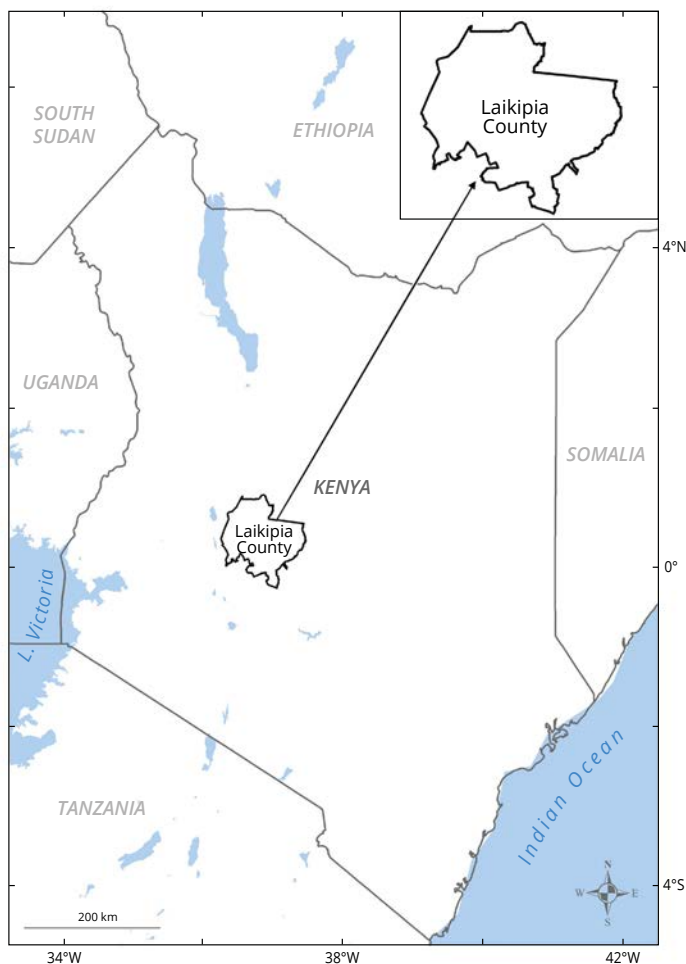 SOUTH
SUDAN
ETHIOPIA
Laikipia
County
4°N
UGANDA
SOMALIA
KENYA
Laikipia
County
0°
L. Victoria
Indian Ocean
TANZANIA
N
W
E
S
4°S
200 km
34°W
38°W
42°W